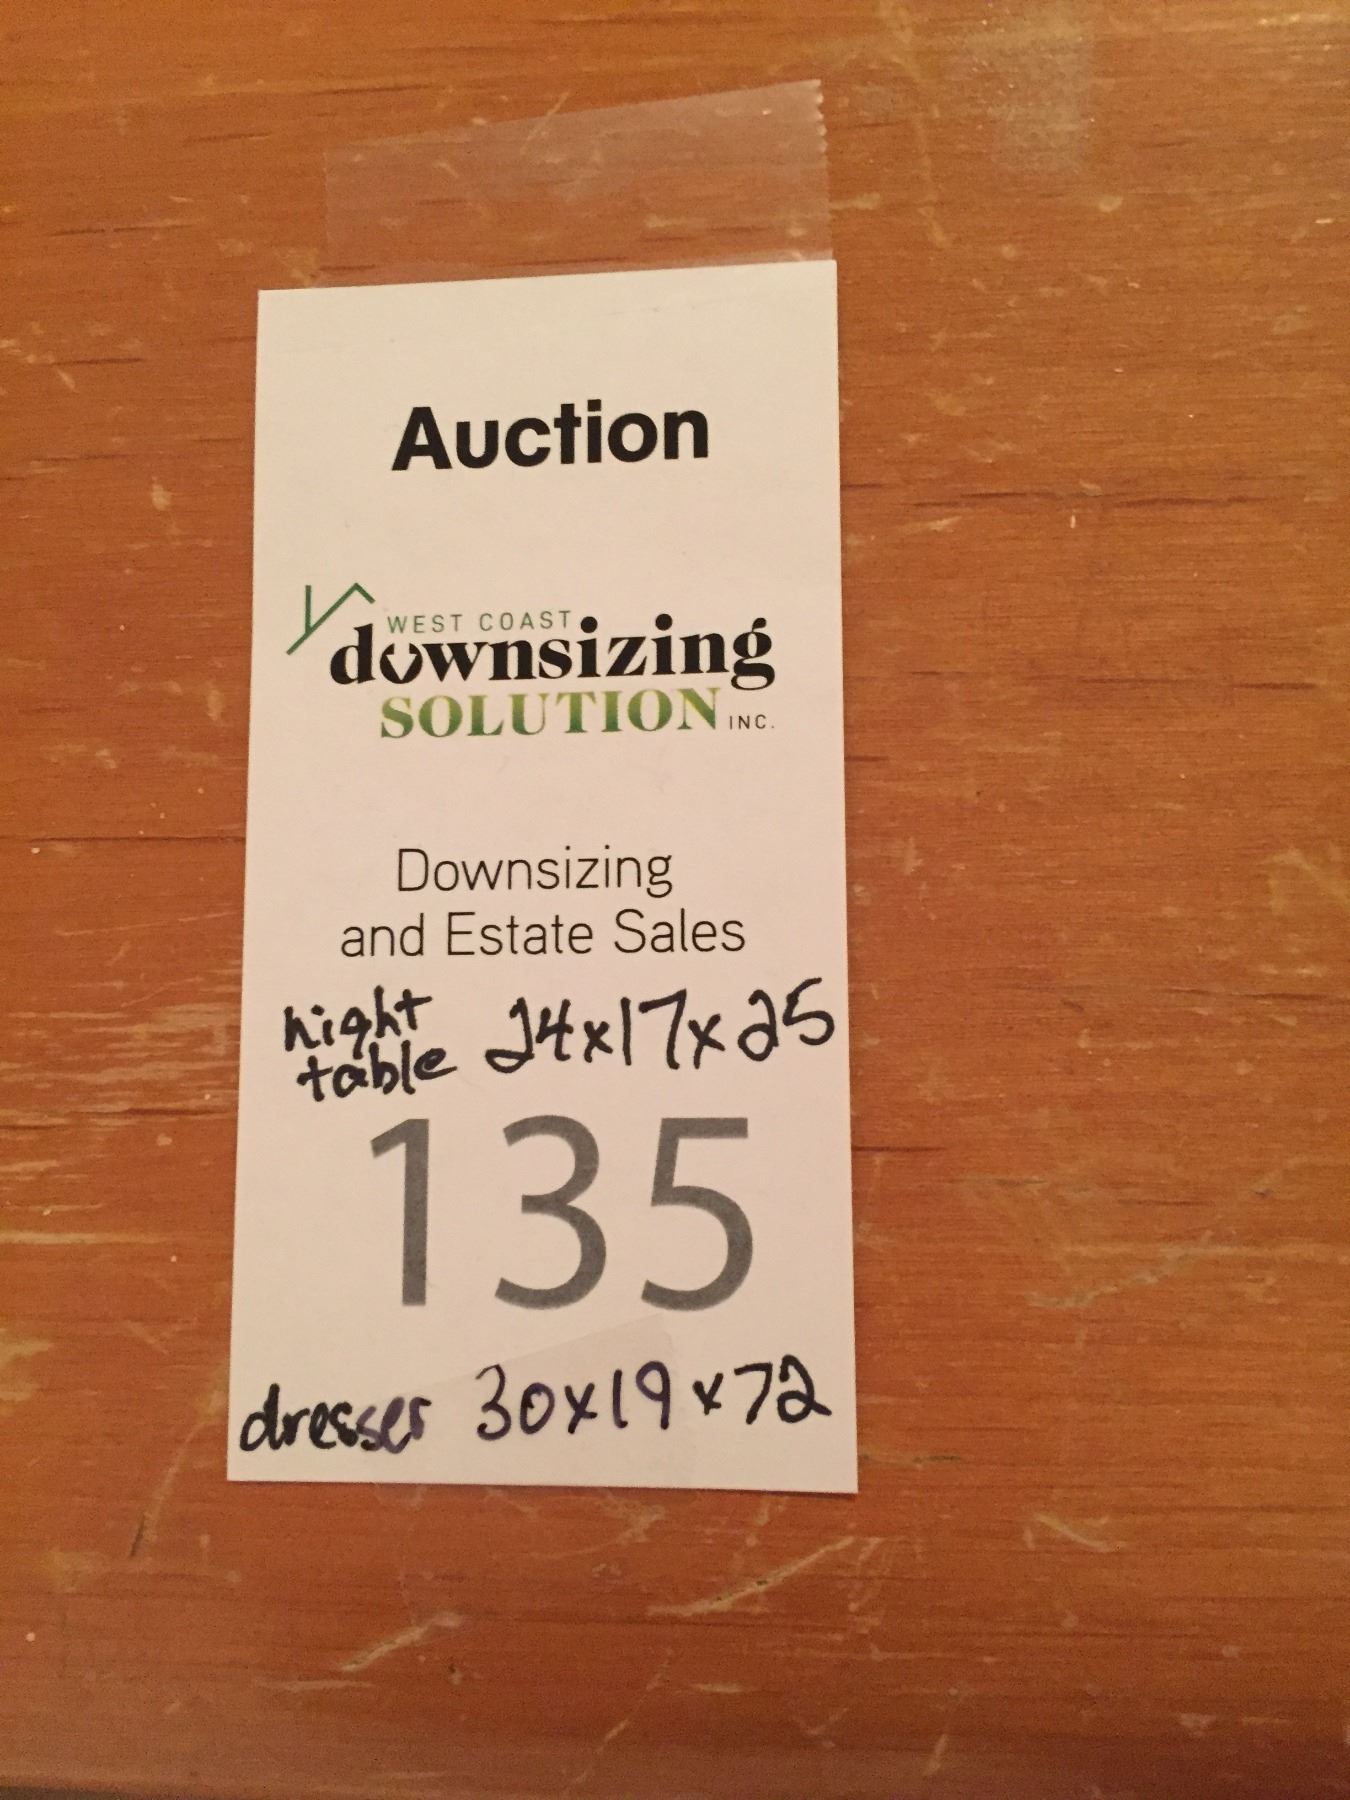 Auction
WEST COAST
downsizing
SOLUTION INC.
Downsizing
and Estate Sales
night
table 24x17x25
135
dresser 30x19x72